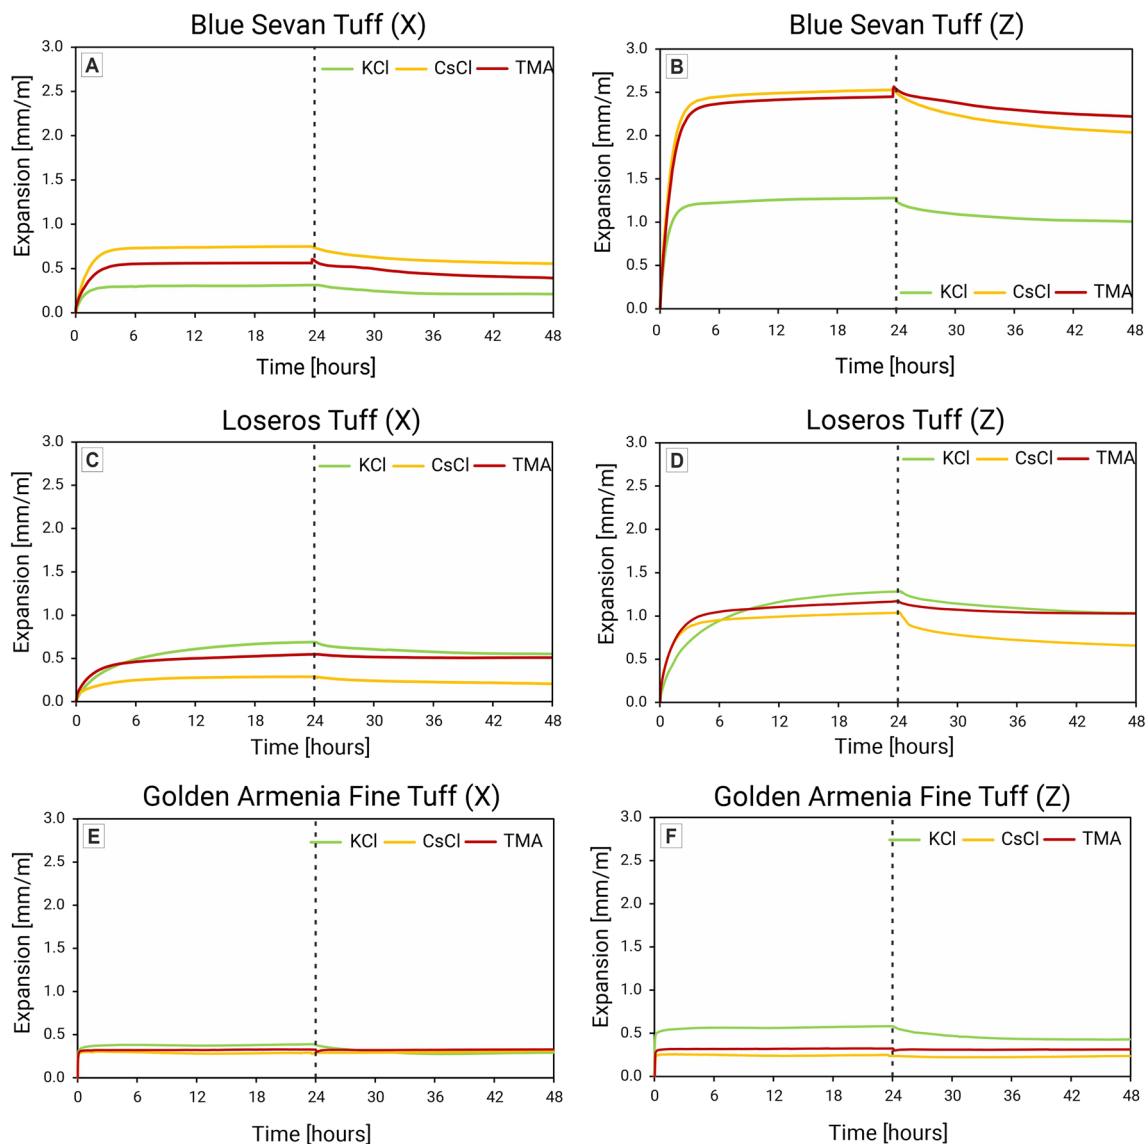 Blue Sevan Tuff (X)
A
KCl CsCl TMA
Expansion [mm/m]
3.0
2.5
2.0
1.5
1.0
0.5
0.0
0 6 12 18 24 30 36 42 48
Time [hours]
Blue Sevan Tuff (Z)
B
Expansion [mm/m]
3.0
2.5
2.0
1.5
1.0
0.5
0.0
KCl CsCl TMA
0 6 12 18 24 30 36 42 48
Time [hours]
Loseros Tuff (X)
C
KCl CsCl TMA
Expansion [mm/m]
3.0
2.5
2.0
1.5
1.0
0.5
0.0
0 6 12 18 24 30 36 42 48
Time [hours]
Loseros Tuff (Z)
D
KCl CsCl TMA
Expansion [mm/m]
3.0
2.5
2.0
1.5
1.0
0.5
0.0
0 6 12 18 24 30 36 42 48
Time [hours]
Golden Armenia Fine Tuff (X)
E
KCl CsCl TMA
Expansion [mm/m]
3.0
2.5
2.0
1.5
1.0
0.5
0.0
0 6 12 18 24 30 36 42 48
Time [hours]
Golden Armenia Fine Tuff (Z)
F
KCl CsCl TMA
Expansion [mm/m]
3.0
2.5
2.0
1.5
1.0
0.5
0.0
0 6 12 18 24 30 36 42 48
Time [hours]